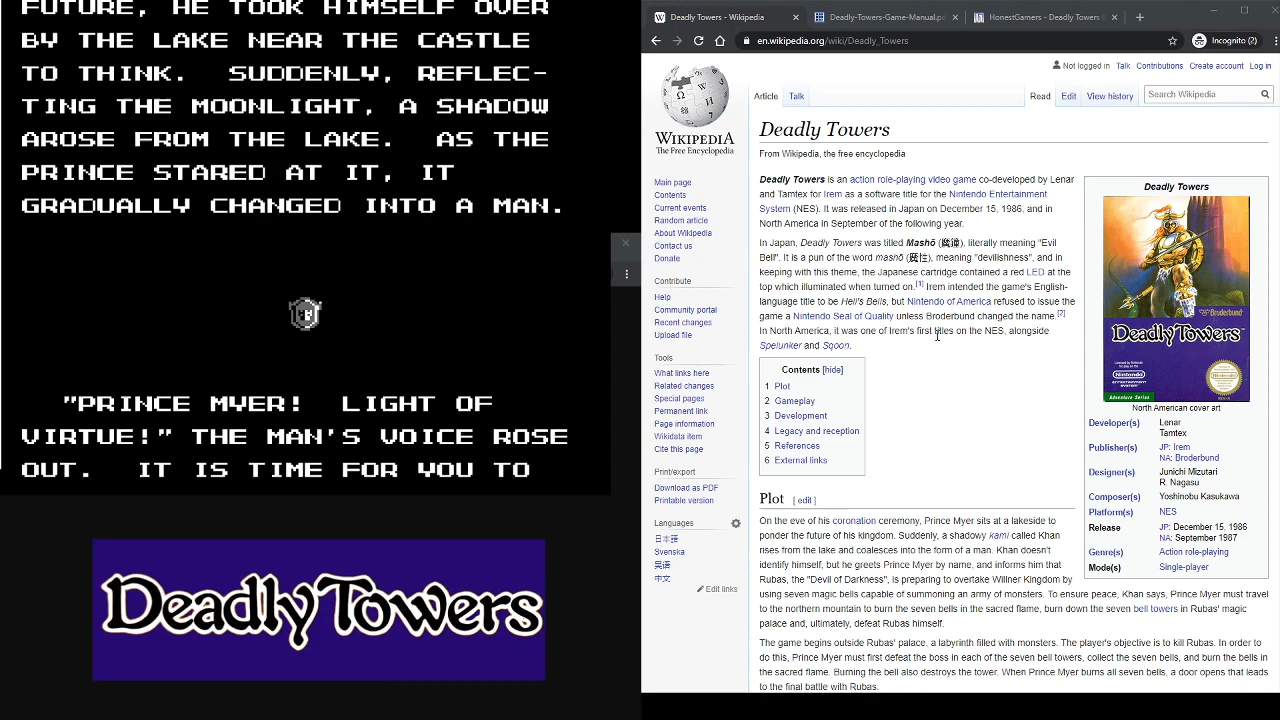 FUTURE, HE TOOK HIMSELF OVER
BY THE LAKE NEAR THE CASTLE
TO THINK. SUDDENLY, REFLEC-
TING THE MOONLIGHT, A SHADOW
AROSE FROM THE LAKE. AS THE
PRINCE STARED AT IT, IT
GRADUALLY CHANGED INTO A MAN.
"PRINCE MYER! LIGHT OF
VIRTUE!" THE MAN'S VOICE ROSE
OUT. IT IS TIME FOR YOU TO
Deadly Towers
Deadly Towers - Wikipedia
Deadly-Towers-Game-Manual.pd
HonestGamers - Deadly Towers (
en.wikipedia.org/wiki/Deadly_Towers
Incognito (2)
Not logged in Talk Contributions Create account Log in
WIKIPEDIA
The Free Encyclopedia
Article Talk
Read Edit View history
Search Wikipedia
Main page
Contents
Current events
Random article
About Wikipedia
Contact us
Donate
Contribute
Help
Community portal
Recent changes
Upload file
Tools
What links here
Related changes
Special pages
Permanent link
Page information
Wikidata item
Cite this page
Print/export
Download as PDF
Printable version
Languages
日本語
Svenska
吴语
中文
Edit links
Deadly Towers
From Wikipedia, the free encyclopedia
Deadly Towers is an action role-playing video game co-developed by Lenar
and Tamtex for Irem as a software title for the Nintendo Entertainment
System (NES). It was released in Japan on December 15, 1986, and in
North America in September of the following year.
In Japan, Deadly Towers was titled Mashō (魔鐘), literally meaning "Evil
Bell". It is a pun of the word mashō (魔性), meaning "devilishness", and in
keeping with this theme, the Japanese cartridge contained a red LED at the
top which illuminated when turned on.[1] Irem intended the game's English-
language title to be Hell's Bells, but Nintendo of America refused to issue the
game a Nintendo Seal of Quality unless Broderbund changed the name.[2]
In North America, it was one of Irem's first titles on the NES, alongside
Spelunker and Sqoon.
Contents [hide]
1 Plot
2 Gameplay
3 Development
4 Legacy and reception
5 References
6 External links
Plot [ edit ]
On the eve of his coronation ceremony, Prince Myer sits at a lakeside to
ponder the future of his kingdom. Suddenly, a shadowy kami called Khan
rises from the lake and coalesces into the form of a man. Khan doesn't
identify himself, but he greets Prince Myer by name, and informs him that
Rubas, the "Devil of Darkness", is preparing to overtake Willner Kingdom by
using seven magic bells capable of summoning an army of monsters. To ensure peace, Khan says, Prince Myer must travel
to the northern mountain to burn the seven bells in the sacred flame, burn down the seven bell towers in Rubas' magic
palace and, ultimately, defeat Rubas himself.
The game begins outside Rubas' palace, a labyrinth filled with monsters. The player's objective is to kill Rubas. In order to
do this, Prince Myer must first defeat the boss in each of the seven bell towers, collect the seven bells, and burn the bells in
the sacred flame. Burning the bell also destroys the tower. When Prince Myer burns all seven bells, a door opens that leads
to the final battle with Rubas.
Deadly Towers
Brøderbund
Deadly Towers
Nintendo
Adventure Series
North American cover art
Developer(s) Lenar
Tamtex
Publisher(s) JP: Irem
NA: Broderbund
Designer(s) Junichi Mizutari
R. Nagasu
Composer(s) Yoshinobu Kasukawa
Platform(s) NES
Release JP: December 15, 1986
NA: September 1987
Genre(s) Action role-playing
Mode(s) Single-player